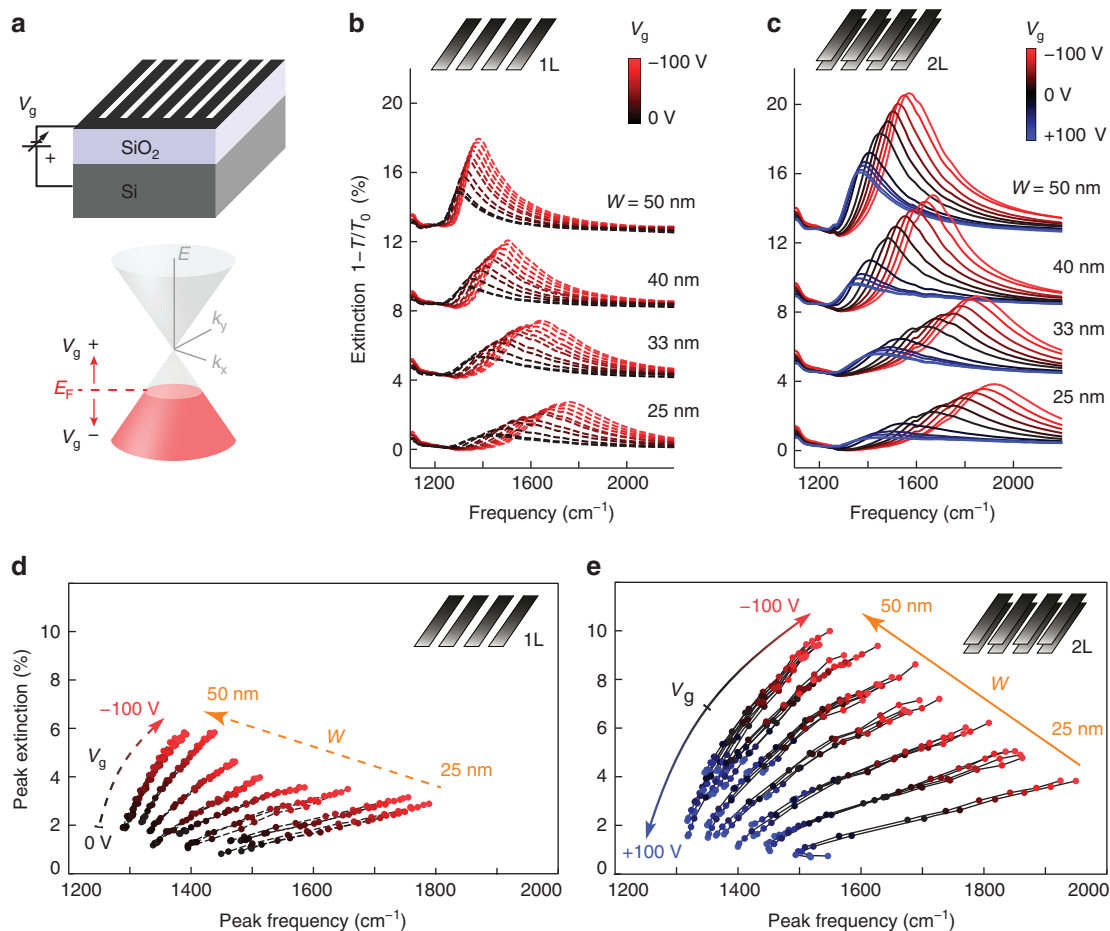 a
V_g
+
SiO₂
Si
E
k_y
k_x
V_g +
E_F
V_g −
b
1L
V_g
−100 V
0 V
Extinction 1−T/T₀ (%)
20
16
12
8
4
0
W = 50 nm
40 nm
33 nm
25 nm
1200 1600 2000
Frequency (cm⁻¹)
c
2L
V_g
−100 V
0 V
+100 V
20
16
12
8
4
0
W = 50 nm
40 nm
33 nm
25 nm
1200 1600 2000
Frequency (cm⁻¹)
d
1L
Peak extinction (%)
10
8
6
4
2
0
50 nm
−100 V
W
V_g
25 nm
0 V
1200 1400 1600 1800 2000
Peak frequency (cm⁻¹)
e
2L
10
8
6
4
2
0
−100 V
50 nm
V_g
W
25 nm
+100 V
1200 1400 1600 1800 2000
Peak frequency (cm⁻¹)